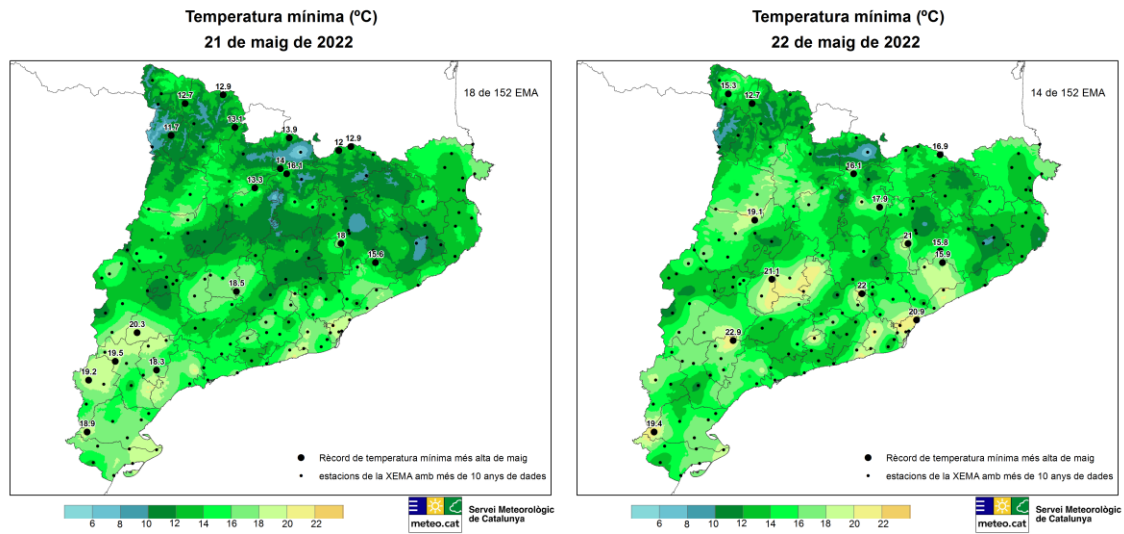 Temperatura mínima (ºC)
21 de maig de 2022
18 de 152 EMA
12.9
12.7
13.1
11.7
13.9
12.9
12
14
16.1
13.3
18
15.6
18.5
20.3
19.5
18.3
19.2
18.9
Rècord de temperatura mínima més alta de maig
estacions de la XEMA amb més de 10 anys de dades
6 8 10 12 14 16 18 20 22
meteo.cat
Servei Meteorològic
de Catalunya
Temperatura mínima (ºC)
22 de maig de 2022
14 de 152 EMA
15.3
12.7
16.9
16.1
17.9
19.1
21
15.8
15.9
21.1
22
20.9
22.9
19.4
Rècord de temperatura mínima més alta de maig
estacions de la XEMA amb més de 10 anys de dades
6 8 10 12 14 16 18 20 22
meteo.cat
Servei Meteorològic
de Catalunya